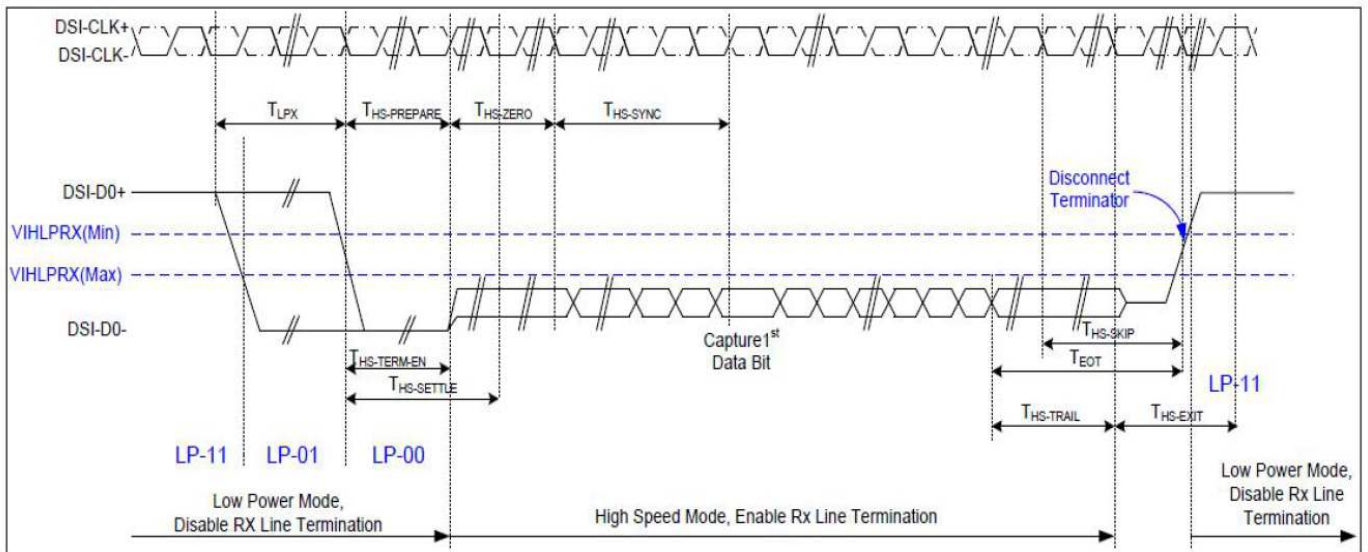 DSI-CLK+
DSI-CLK-
TLPX
THS-PREPARE
THS-ZERO
THS-SYNC
DSI-D0+
Disconnect
Terminator
VIHLPRX(Min)
VIHLPRX(Max)
DSI-D0-
Capture1st
Data Bit
THS-SKIP
THS-TERM-EN
TEOT
THS-SETTLE
LP-11
THS-TRAIL
THS-EXIT
LP-11
LP-01
LP-00
Low Power Mode,
Disable RX Line Termination
High Speed Mode, Enable Rx Line Termination
Low Power Mode,
Disable Rx Line
Termination